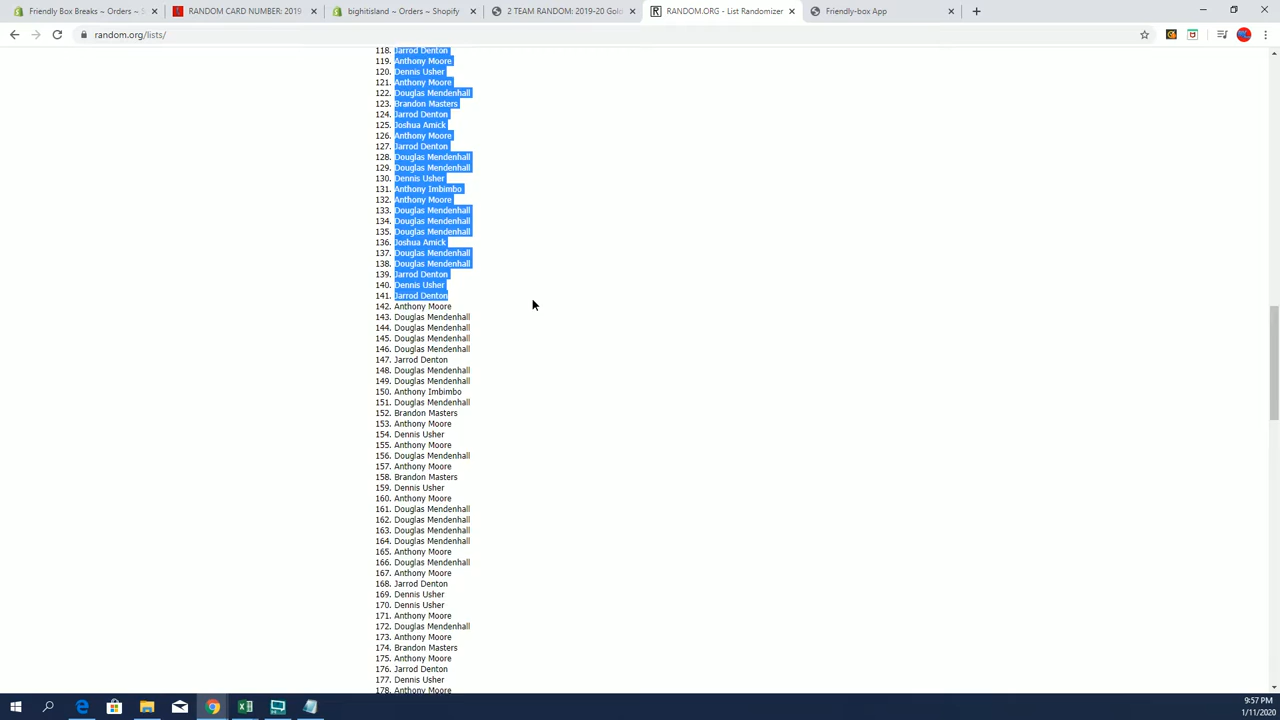 Friendly Box Breaks ~ Orders ~ S
RANDOM CARD NUMBER: 2019
bighitisland ~ Orders ~ Shopify
2 TEAM RANDOM: 2019-20 Gold
RANDOM.ORG - List Randomizer
Friendly-box App
random.org/lists/
118. Jarrod Denton
119. Anthony Moore
120. Dennis Usher
121. Anthony Moore
122. Douglas Mendenhall
123. Brandon Masters
124. Jarrod Denton
125. Joshua Amick
126. Anthony Moore
127. Jarrod Denton
128. Douglas Mendenhall
129. Douglas Mendenhall
130. Dennis Usher
131. Anthony Imbimbo
132. Anthony Moore
133. Douglas Mendenhall
134. Douglas Mendenhall
135. Douglas Mendenhall
136. Joshua Amick
137. Douglas Mendenhall
138. Douglas Mendenhall
139. Jarrod Denton
140. Dennis Usher
141. Jarrod Denton
142. Anthony Moore
143. Douglas Mendenhall
144. Douglas Mendenhall
145. Douglas Mendenhall
146. Douglas Mendenhall
147. Jarrod Denton
148. Douglas Mendenhall
149. Douglas Mendenhall
150. Anthony Imbimbo
151. Douglas Mendenhall
152. Brandon Masters
153. Anthony Moore
154. Dennis Usher
155. Anthony Moore
156. Douglas Mendenhall
157. Anthony Moore
158. Brandon Masters
159. Dennis Usher
160. Anthony Moore
161. Douglas Mendenhall
162. Douglas Mendenhall
163. Douglas Mendenhall
164. Douglas Mendenhall
165. Anthony Moore
166. Douglas Mendenhall
167. Anthony Moore
168. Jarrod Denton
169. Dennis Usher
170. Dennis Usher
171. Anthony Moore
172. Douglas Mendenhall
173. Anthony Moore
174. Brandon Masters
175. Anthony Moore
176. Jarrod Denton
177. Dennis Usher
178. Anthony Moore
9:57 PM
1/11/2020